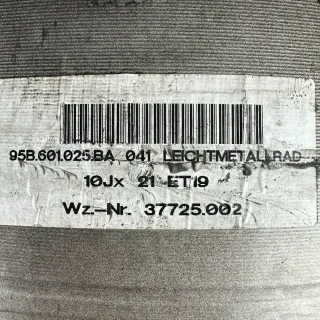 95B.601.025.BA 041 LEICHTMETALLRAD
10Jx 21 ET19
Wz.-Nr. 37725.002